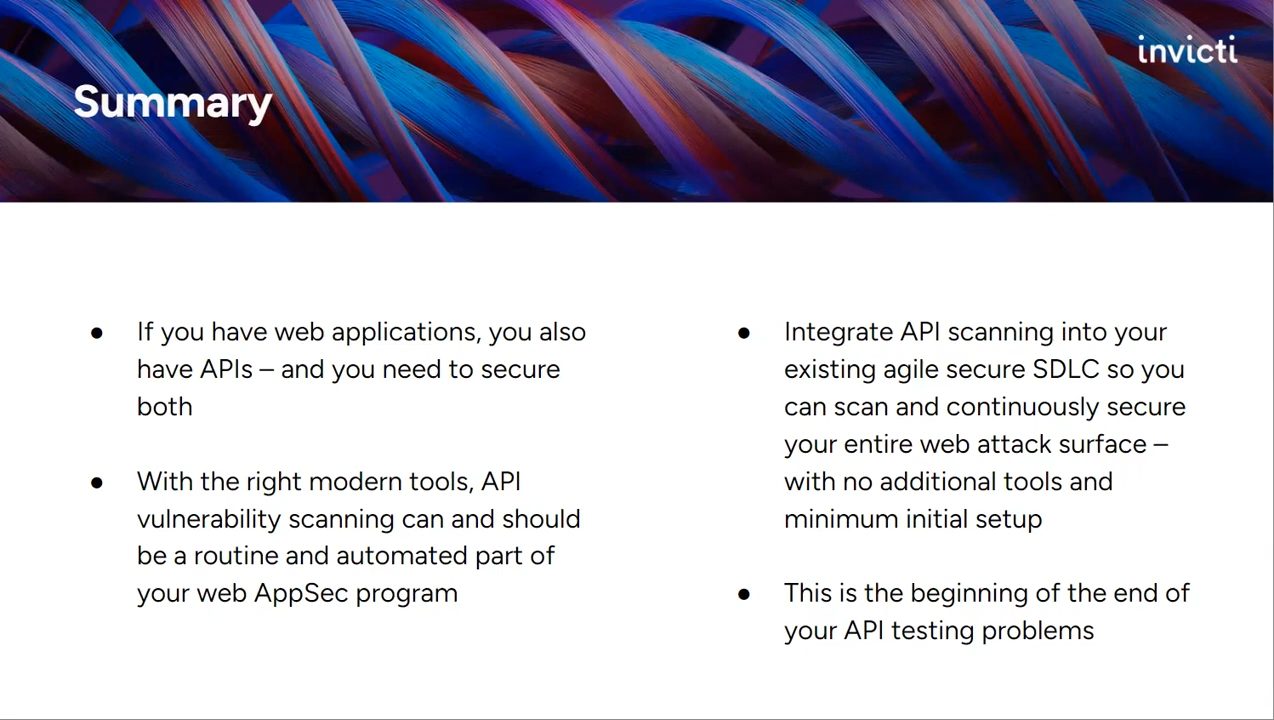 invicti
Summary
● If you have web applications, you also
have APIs – and you need to secure
both
● With the right modern tools, API
vulnerability scanning can and should
be a routine and automated part of
your web AppSec program
● Integrate API scanning into your
existing agile secure SDLC so you
can scan and continuously secure
your entire web attack surface –
with no additional tools and
minimum initial setup
● This is the beginning of the end of
your API testing problems